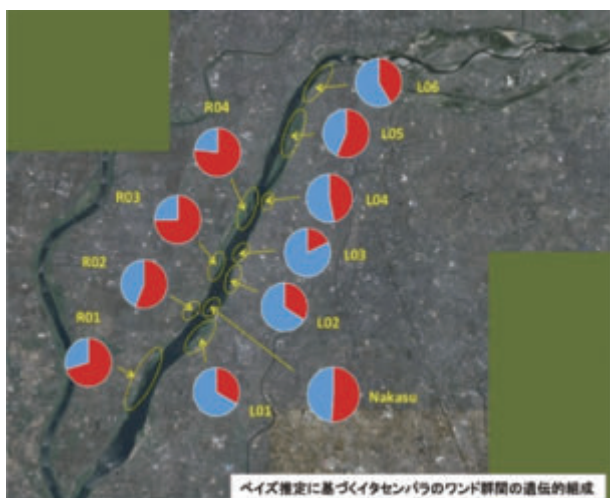 L06
R04
L05
R03
L04
L03
R02
L02
R01
L01
Nakasu
ベイズ推定に基づくイタセンパラのワンド群間の遺伝的組成